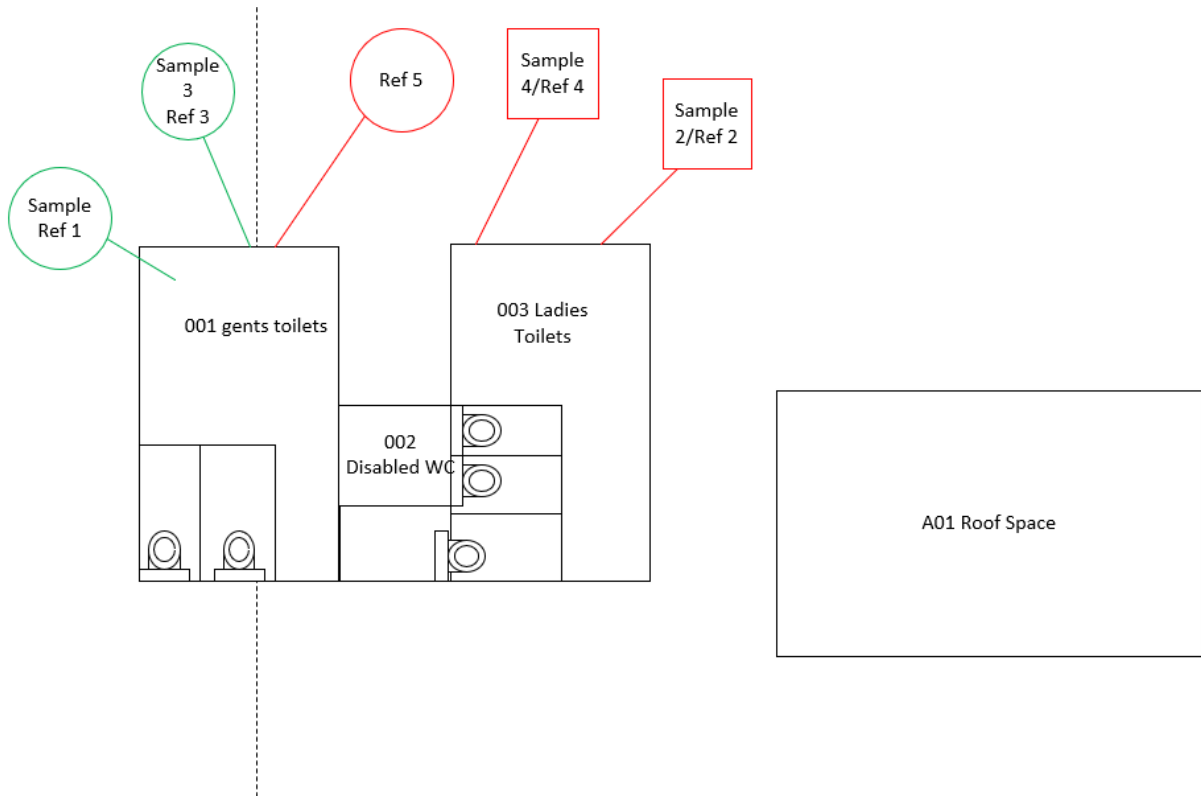 Sample
3
Ref 3
Ref 5
Sample
4/Ref 4
Sample
2/Ref 2
Sample
Ref 1
001 gents toilets
003 Ladies
Toilets
002
Disabled WC
A01 Roof Space